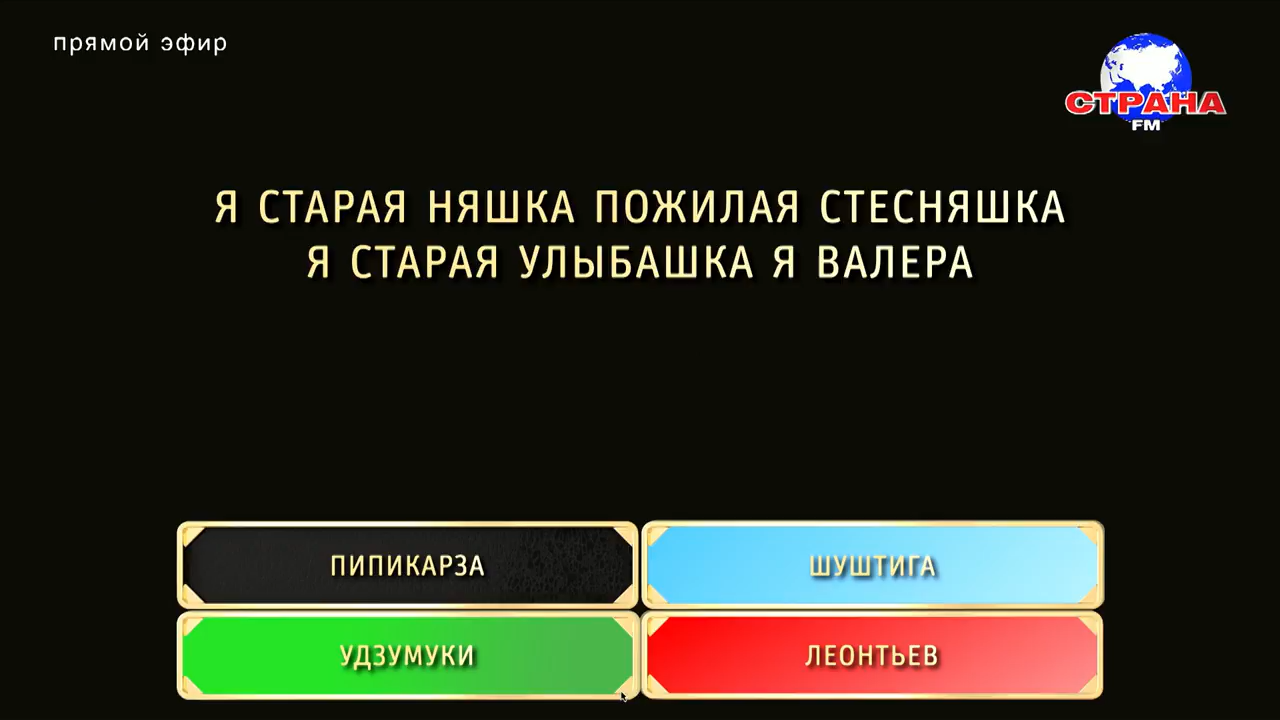 прямой эфир
СТРАНА
FM
Я СТАРАЯ НЯШКА ПОЖИЛАЯ СТЕСНЯШКА
Я СТАРАЯ УЛЫБАШКА Я ВАЛЕРА
ПИПИКАРЗА
ШУШТИГА
УДЗУМУКИ
ЛЕОНТЬЕВ